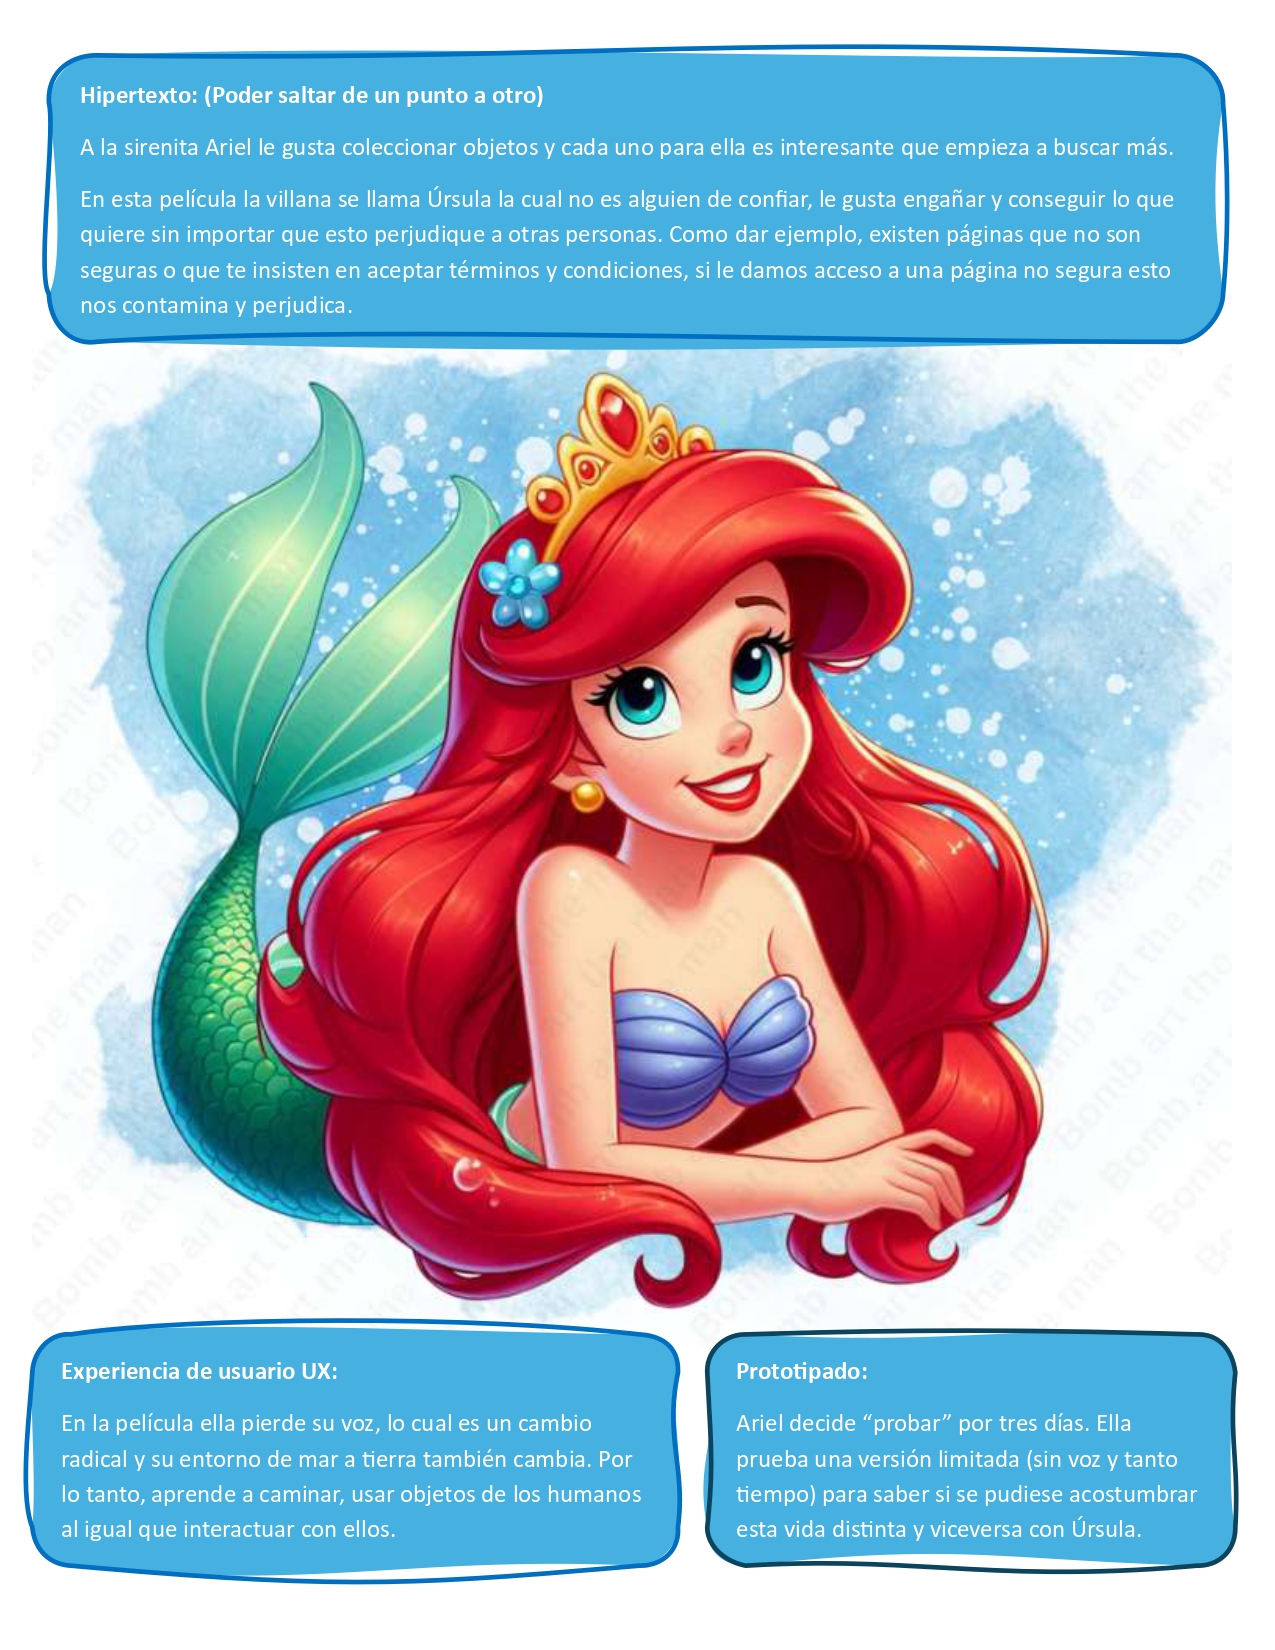 Hipertexto: (Poder saltar de un punto a otro)
A la sirenita Ariel le gusta coleccionar objetos y cada uno para ella es interesante que empieza a buscar más.
En esta película la villana se llama Úrsula la cual no es alguien de confiar, le gusta engañar y conseguir lo que
quiere sin importar que esto perjudique a otras personas. Como dar ejemplo, existen páginas que no son
seguras o que te insisten en aceptar términos y condiciones, si le damos acceso a una página no segura esto
nos contamina y perjudica.
Bomb art the man
Experiencia de usuario UX:
En la película ella pierde su voz, lo cual es un cambio
radical y su entorno de mar a tierra también cambia. Por
lo tanto, aprende a caminar, usar objetos de los humanos
al igual que interactuar con ellos.
Prototipado:
Ariel decide “probar” por tres días. Ella
prueba una versión limitada (sin voz y tanto
tiempo) para saber si se pudiese acostumbrar
esta vida distinta y viceversa con Úrsula.